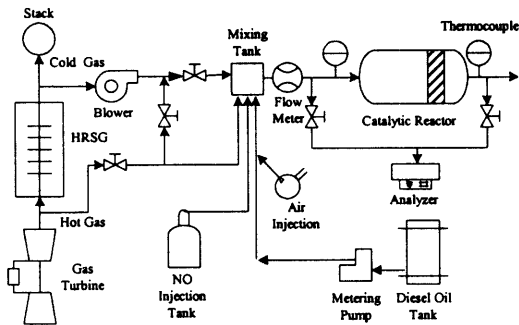 Stack
Cold Gas
Blower
Mixing
Tank
Flow
Meter
Thermocouple
Catalytic Reactor
HRSG
Hot Gas
Analyzer
Air
Injection
Gas
Turbine
NO
Injection
Tank
Metering
Pump
Diesel Oil
Tank